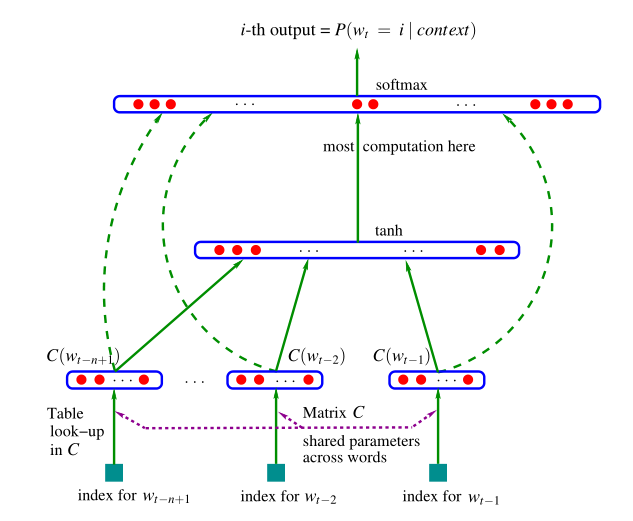 i-th output = P(w_t = i | context)
softmax
. . .
. . .
most computation here
tanh
. . .
. . .
C(w_{t−n+1})
C(w_{t−2})
C(w_{t−1})
. . .
. . .
. . .
. . .
Table
look−up
in C
Matrix C
shared parameters
across words
index for w_{t−n+1}
index for w_{t−2}
index for w_{t−1}